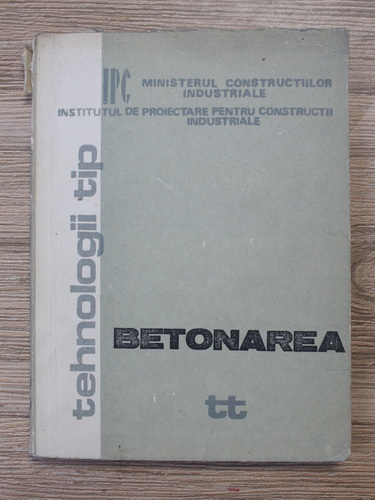 IPC MINISTERUL CONSTRUCTIILOR
INDUSTRIALE
INSTITUTUL DE PROIECTARE PENTRU CONSTRUCTII
INDUSTRIALE
tehnologii tip
BETONAREA
tt